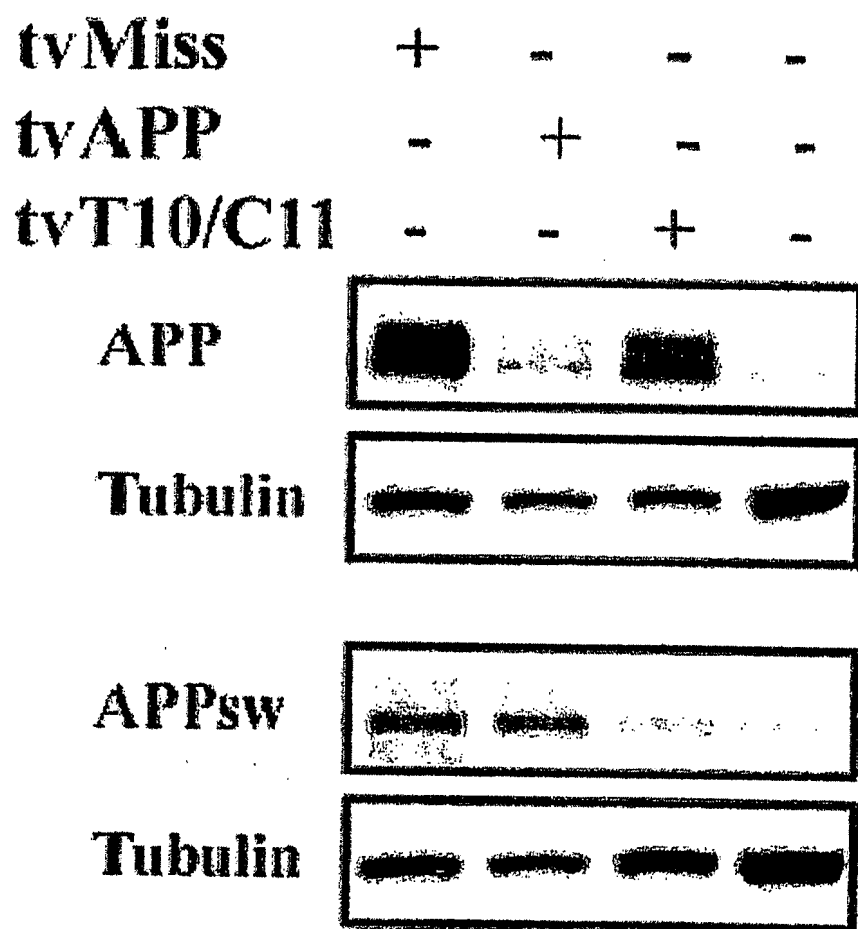 tvMiss + - - -
tvAPP - + - -
tvT10/C11 - - + -
APP
Tubulin
APPsw
Tubulin